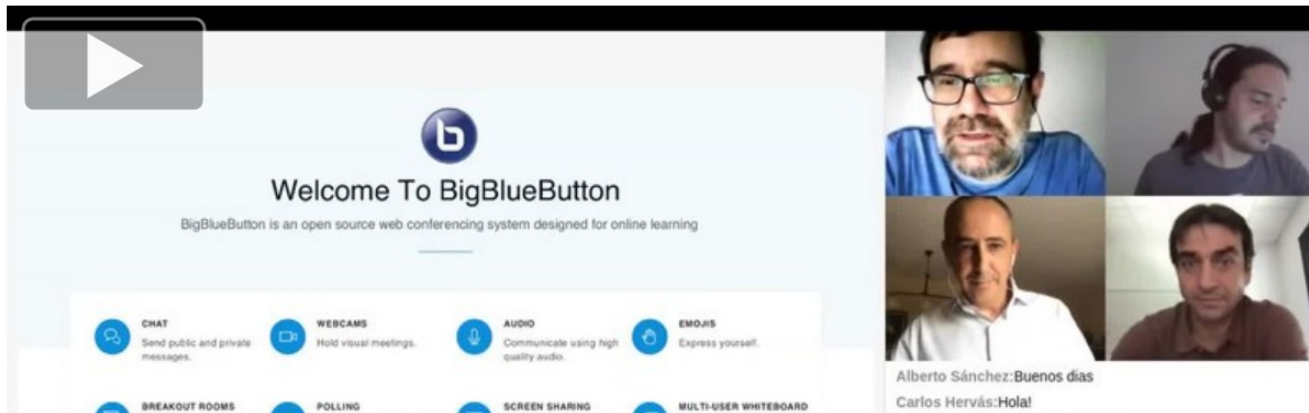 Welcome To BigBlueButton
BigBlueButton is an open source web conferencing system designed for online learning
CHAT
Send public and private
messages.
WEBCAMS
Hold visual meetings.
AUDIO
Communicate using high
quality audio.
EMOJIS
Express yourself.
BREAKOUT ROOMS
POLLING
SCREEN SHARING
MULTI-USER WHITEBOARD
Alberto Sánchez:Buenos dias
Carlos Hervás:Hola!